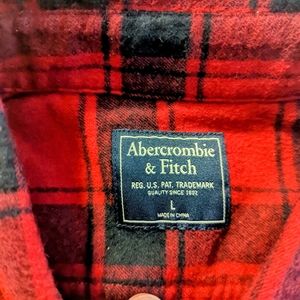 Abercrombie
& Fitch
REG. U.S. PAT. TRADEMARK
QUALITY SINCE 1892
L
MADE IN CHINA